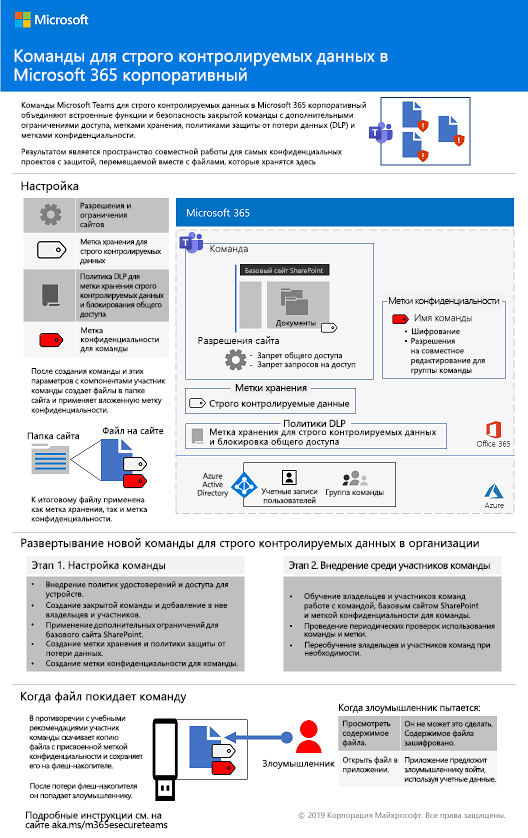 Microsoft
Команды для строго контролируемых данных в
Microsoft 365 корпоративный
Команды Microsoft Teams для строго контролируемых данных в Microsoft 365 корпоративный
объединяют встроенные функции и безопасность закрытой команды с дополнительными
ограничениями доступа, метками хранения, политиками защиты от потери данных (DLP) и
метками конфиденциальности.
Результатом является пространство совместной работы для самых конфиденциальных
проектов с защитой, перемещаемой вместе с файлами, которые хранятся здесь
Настройка
Разрешения и
ограничения
сайтов
Метка хранения для
строго контролируемых
данных
Политика DLP для
метки хранения строго
контролируемых данных
и блокирования общего
доступа
Метка
конфиденциальности
для команды
После создания команды и этих
параметров с компонентами участник
команды создает файлы в папке
сайта и применяет вложенную метку
конфиденциальности.
Папка сайта
Файл на сайте
К итоговому файлу применена
как метка хранения, так и метка
конфиденциальности.
Microsoft 365
Команда
Базовый сайт SharePoint
Документы
Разрешения сайта
- Запрет общего доступа
- Запрет запросов на доступ
Метки конфиденциальности
Имя команды
• Шифрование
• Разрешения
на совместное
редактирование для
группы команды
Метки хранения
Строго контролируемые данные
Политики DLP
Метка хранения для строго контролируемых данных
и блокировка общего доступа
Office 365
Azure
Active
Directory
Учетные записи
пользователей
Группа команды
Azure
Развертывание новой команды для строго контролируемых данных в организации
Этап 1. Настройка команды
• Внедрение политик удостоверений и доступа для
устройств.
• Создание закрытой команды и добавление в нее
владельцев и участников.
• Применение дополнительных ограничений для
базового сайта SharePoint.
• Создание метки хранения и политики защиты от
потери данных.
• Создание метки конфиденциальности для команды.
Этап 2. Внедрение среди участников команды
• Обучение владельцев и участников команд
работе с командой, базовым сайтом SharePoint
и меткой конфиденциальности для команды.
• Проведение периодических проверок использования
команды и метки.
• Переобучение владельцев и участников команд при
необходимости.
Когда файл покидает команду
В противоречии с учебными
рекомендациями участник
команды скачивает копию
файла с присвоенной меткой
конфиденциальности и сохраняет
его на флеш-накопителе.
После потери флеш-накопителя
он попадает злоумышленнику.
Злоумышленник
Когда злоумышленник пытается:
Просмотреть
содержимое
файла.
Он не может это сделать.
Содержимое файла
зашифровано.
Открыть файл в
приложении.
Приложение предложит
злоумышленнику войти,
используя учетные данные.
Подробные инструкции см. на
сайте aka.ms/m365secureteams
© 2019 Корпорация Майкрософт. Все права защищены.